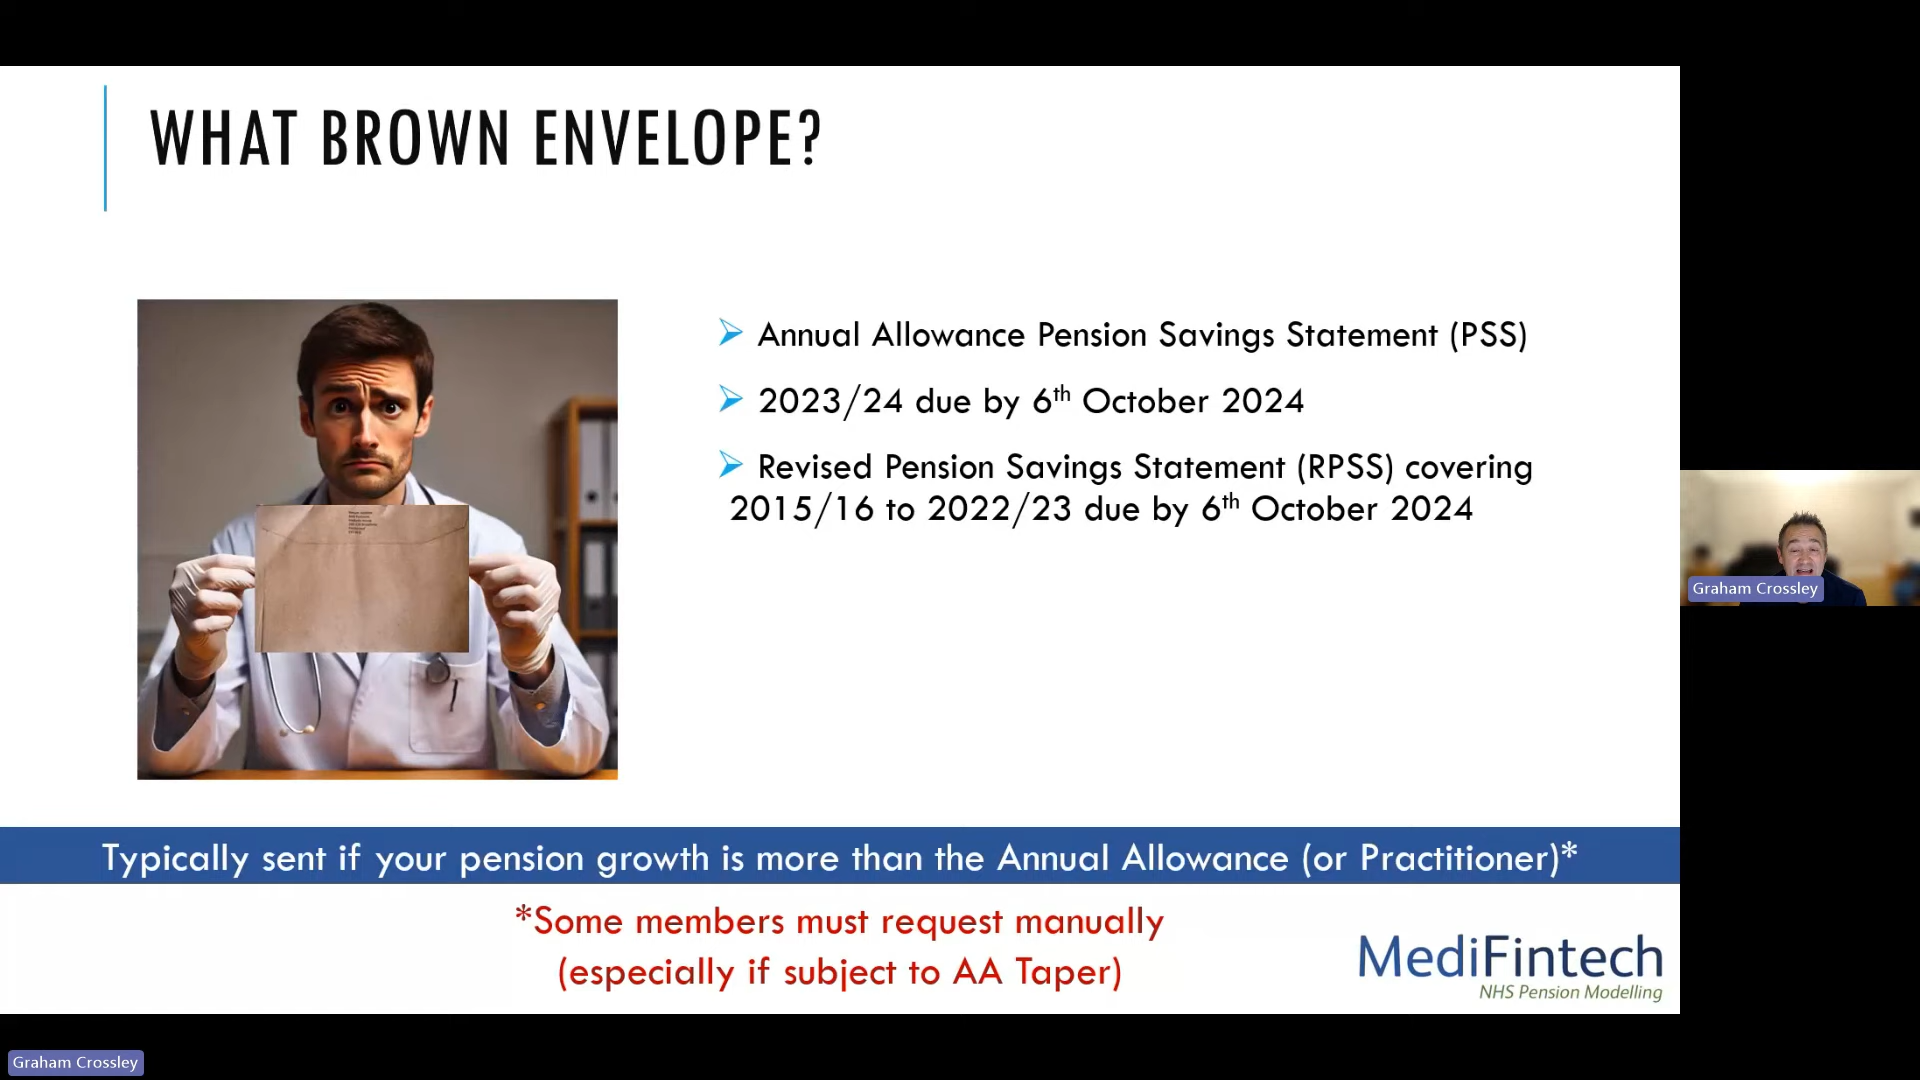 WHAT BROWN ENVELOPE?
➢ Annual Allowance Pension Savings Statement (PSS)
➢ 2023/24 due by 6th October 2024
➢ Revised Pension Savings Statement (RPSS) covering
2015/16 to 2022/23 due by 6th October 2024
Typically sent if your pension growth is more than the Annual Allowance (or Practitioner)*
*Some members must request manually
(especially if subject to AA Taper)
MediFintech
NHS Pension Modelling
Graham Crossley
Graham Crossley